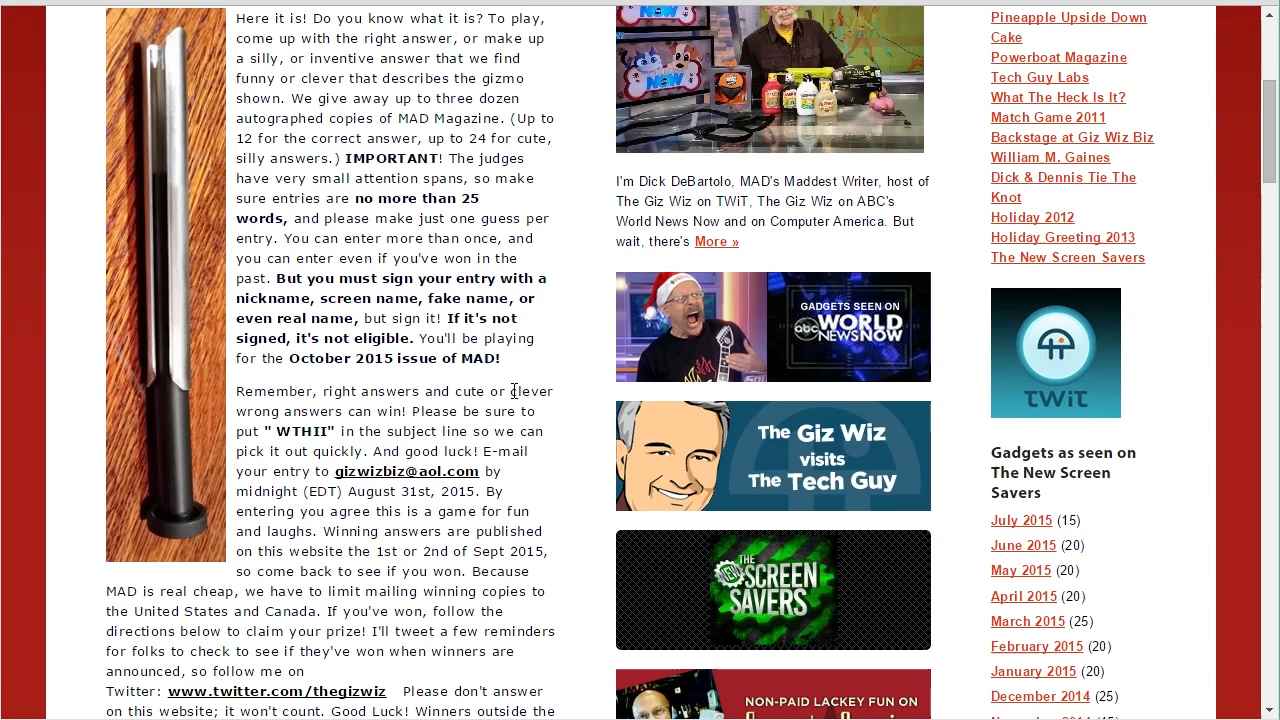 Here it is! Do you know what it is? To play,
come up with the right answer, or make up
a silly, p inventive answer that we find
funny or clever that describes the gizmo
shown. We give away up to three dozen
autographed copies of MAD Magazine. (Up to
12 for the answer, up to 24 for cute,
silly answers.) IMPORTANT! The judges
have very small attention spans, so make
sure entries are no more than 25
words, and please make just one guess per
entry. You can enter more than once, and
you can enter even if you've won in the
past. But you must sign your entry with a
nickname, screen name, fake name, or
even real name, but sign it! If it's not
signed, it's not eligible. You'll be playing
for the October 2015 issue of MAD!
Remember, right answers and cute or clever
wrong answers can win! Please be sure to
put " WTHII" in the subject line so we can
pick it out quickly. And good luck! E-mail
your entry to gizwizbiz@aol.com by
midnight (EDT) August 31st, 2015. By
entering you agree this is a game for fun
and laughs. Winning answers are published
on this website the 1st or 2nd of Sept 2015,
so come back to see if you won. Because
MAD is real cheap, we have to limit mailing winning copies to
the United States and Canada. If you've won, follow the
directions below to claim your prize! I'll tweet a few reminders
for folks to check to see if they've won when winners are
announced, so follow me on
Twitter: www.twitter.com/thegizwiz. Please don't answer
on this website; it won't count. Good Luck! Winners outside the
NOW
NOW
I'm Dick DeBartolo, MAD's Maddest Writer, host of
The Giz Wiz on TWiT, The Giz Wiz on ABC's
World News Now and on Computer America. But
wait, there's More »
GADGETS SEEN ON
abc WORLD
NEWS NOW
The Giz Wiz
visits
The Tech Guy
THE
NEW SCREEN
SAVERS
NON-PAID LACKEY FUN ON
Pineapple Upside Down
Cake
Powerboat Magazine
Tech Guy Labs
What The Heck Is It?
Match Game 2011
Backstage at Giz Wiz Biz
William M. Gaines
Dick & Dennis Tie The
Knot
Holiday 2012
Holiday Greeting 2013
The New Screen Savers
TWiT
Gadgets as seen on
The New Screen
Savers
July 2015 (15)
June 2015 (20)
May 2015 (20)
April 2015 (20)
March 2015 (25)
February 2015 (20)
January 2015 (20)
December 2014 (25)